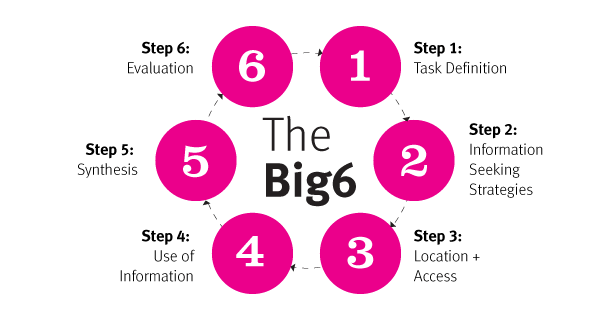 The
Big6
1
Step 1:
Task Definition
2
Step 2:
Information
Seeking
Strategies
3
Step 3:
Location +
Access
4
Step 4:
Use of
Information
5
Step 5:
Synthesis
6
Step 6:
Evaluation